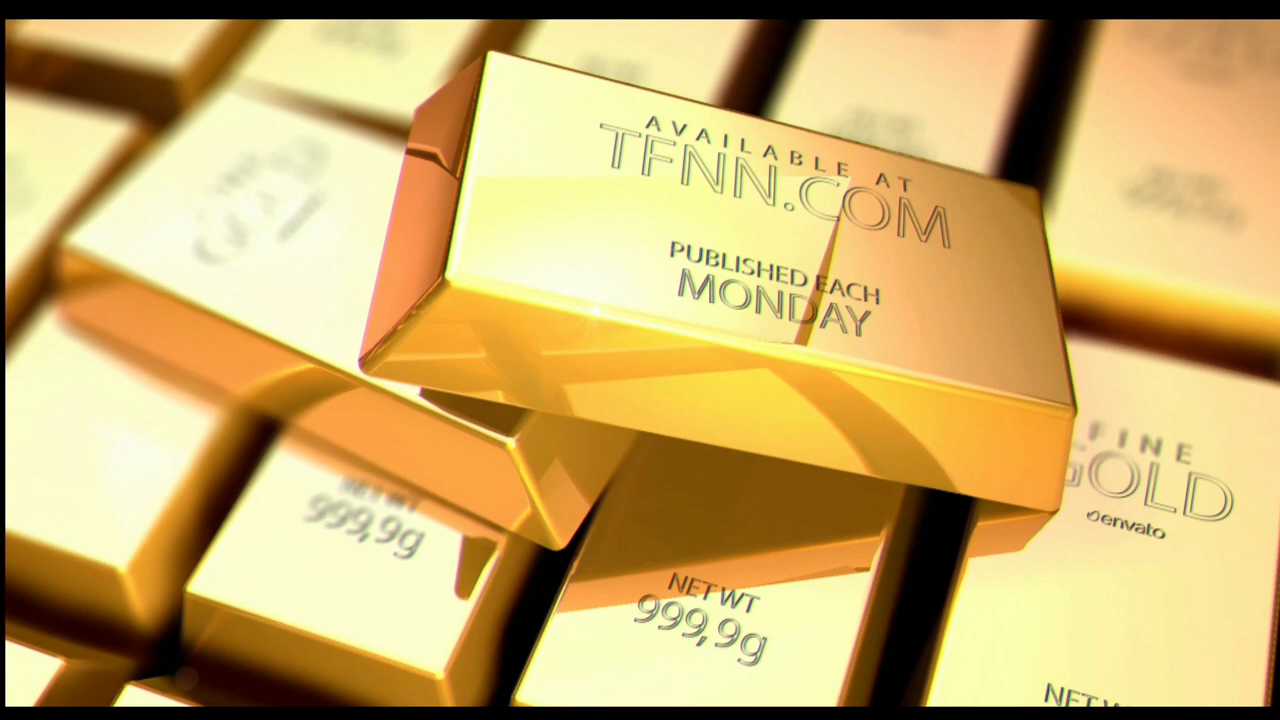 AVAILABLE AT
TFNN.COM
PUBLISHED EACH
MONDAY
FINE
GOLD
envato
NET WT
999,9g
NET WT
999,9g